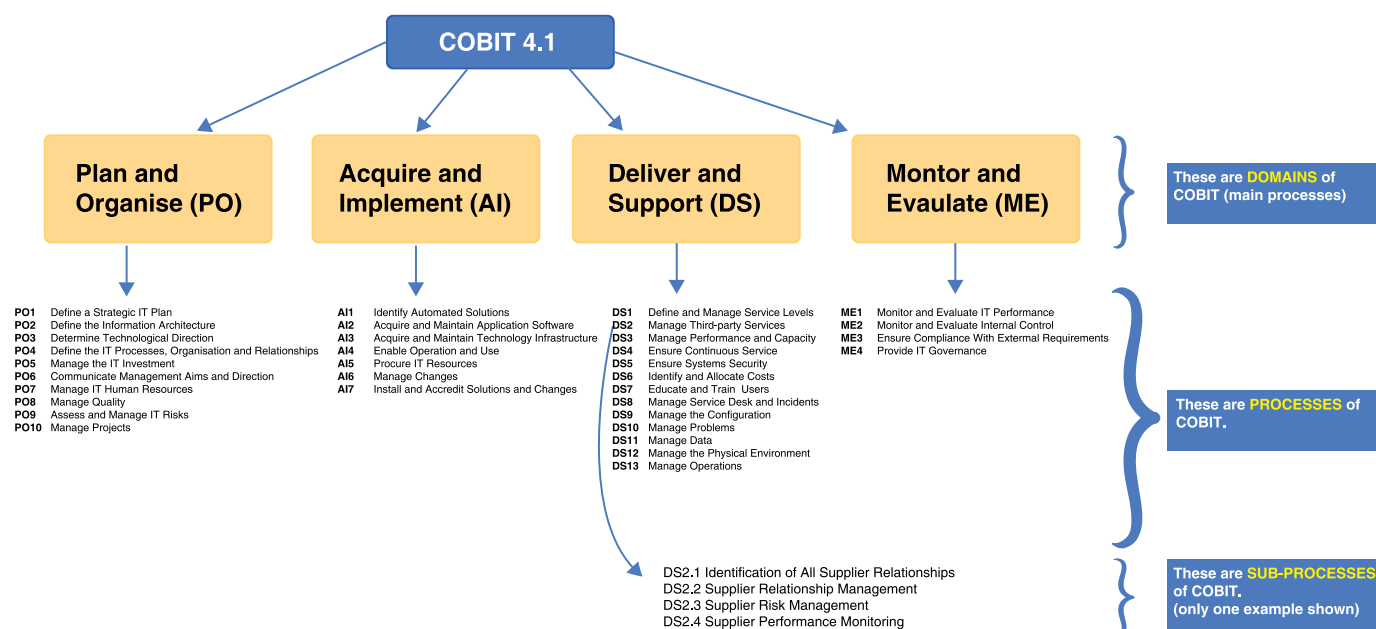 COBIT 4.1
Plan and
Organise (PO)
Acquire and
Implement (AI)
Deliver and
Support (DS)
Montor and
Evaulate (ME)
These are DOMAINS of
COBIT (main processes)
PO1 Define a Strategic IT Plan
PO2 Define the Information Architecture
PO3 Determine Technological Direction
PO4 Define the IT Processes, Organisation and Relationships
PO5 Manage the IT Investment
PO6 Communicate Management Aims and Direction
PO7 Manage IT Human Resources
PO8 Manage Quality
PO9 Assess and Manage IT Risks
PO10 Manage Projects
AI1 Identify Automated Solutions
AI2 Acquire and Maintain Application Software
AI3 Acquire and Maintain Technology Infrastructure
AI4 Enable Operation and Use
AI5 Procure IT Resources
AI6 Manage Changes
AI7 Install and Accredit Solutions and Changes
DS1 Define and Manage Service Levels
DS2 Manage Third-party Services
DS3 Manage Performance and Capacity
DS4 Ensure Continuous Service
DS5 Ensure Systems Security
DS6 Identify and Allocate Costs
DS7 Educate and Train Users
DS8 Manage Service Desk and Incidents
DS9 Manage the Configuration
DS10 Manage Problems
DS11 Manage Data
DS12 Manage the Physical Environment
DS13 Manage Operations
ME1 Monitor and Evaluate IT Performance
ME2 Monitor and Evaluate Internal Control
ME3 Ensure Compliance With External Requirements
ME4 Provide IT Governance
These are PROCESSES of
COBIT.
DS2.1 Identification of All Supplier Relationships
DS2.2 Supplier Relationship Management
DS2.3 Supplier Risk Management
DS2.4 Supplier Performance Monitoring
These are SUB-PROCESSES
of COBIT.
(only one example shown)